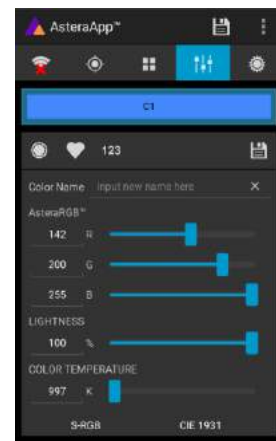 AsteraApp™
C1
123
Color Name Input new name here ×
AsteraRGB™
142 R
200 G
255 B
LIGHTNESS
100 %
COLOR TEMPERATURE
997 K
S-RGB CIE 1931